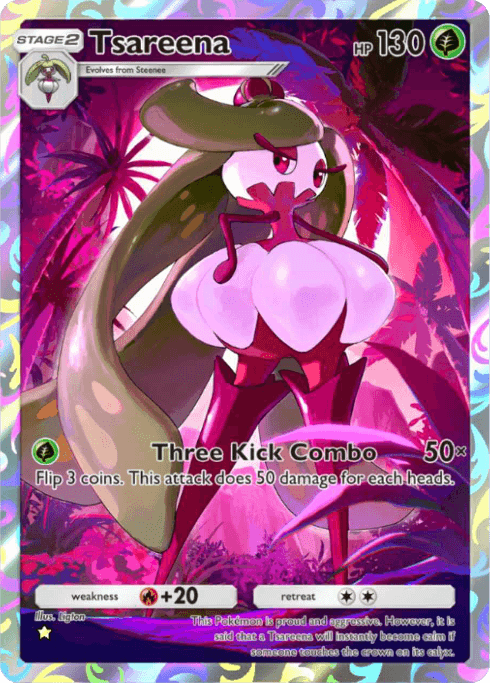 STAGE2 Tsareena HP 130
Evolves from Steenee
Three Kick Combo 50×
Flip 3 coins. This attack does 50 damage for each heads.
weakness +20 retreat
Illus. ligton
This Pokémon is proud and aggressive. However, it is
said that a Tsareena will instantly become calm if
someone touches the crown on its calyx.